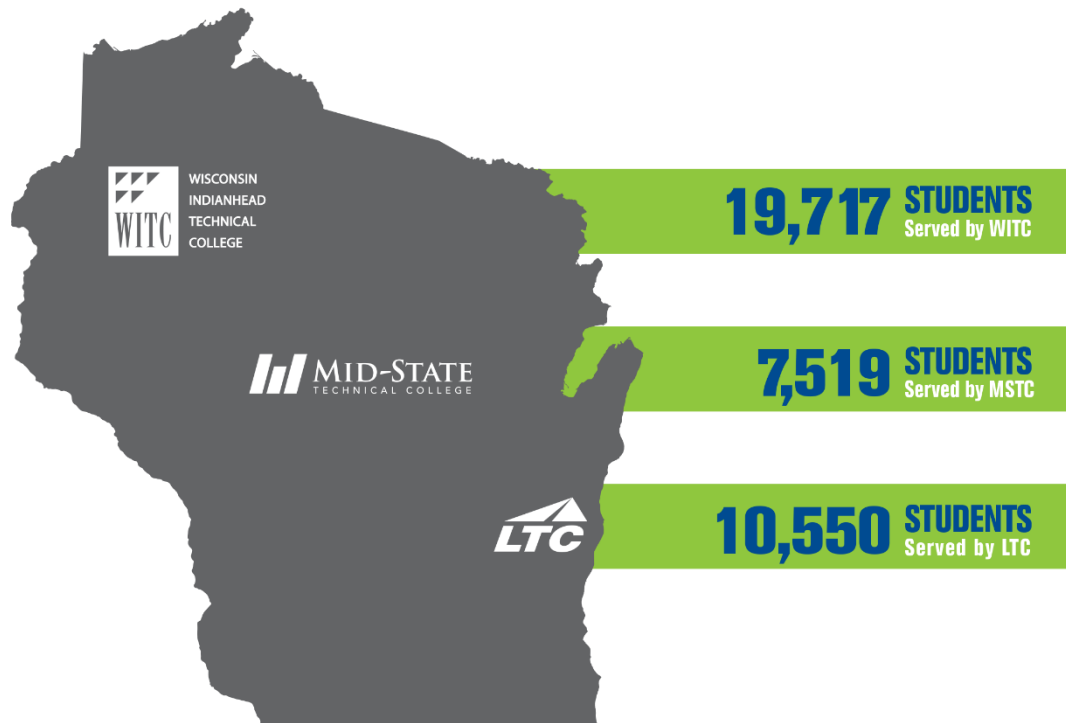 WITC
WISCONSIN
INDIANHEAD
TECHNICAL
COLLEGE
19,717 STUDENTS
Served by WITC
MID-STATE
TECHNICAL COLLEGE
7,519 STUDENTS
Served by MSTC
LTC
10,550 STUDENTS
Served by LTC